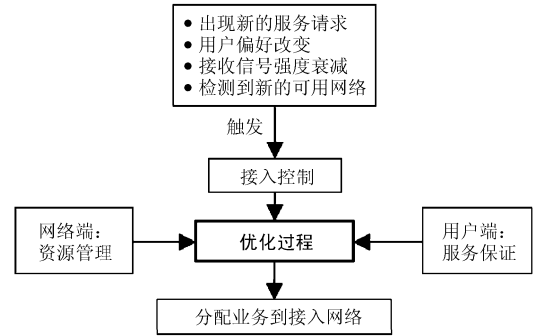 ● 出现新的服务请求
● 用户偏好改变
● 接收信号强度衰减
● 检测到新的可用网络
触发
接入控制
网络端：
资源管理
优化过程
用户端：
服务保证
分配业务到接入网络